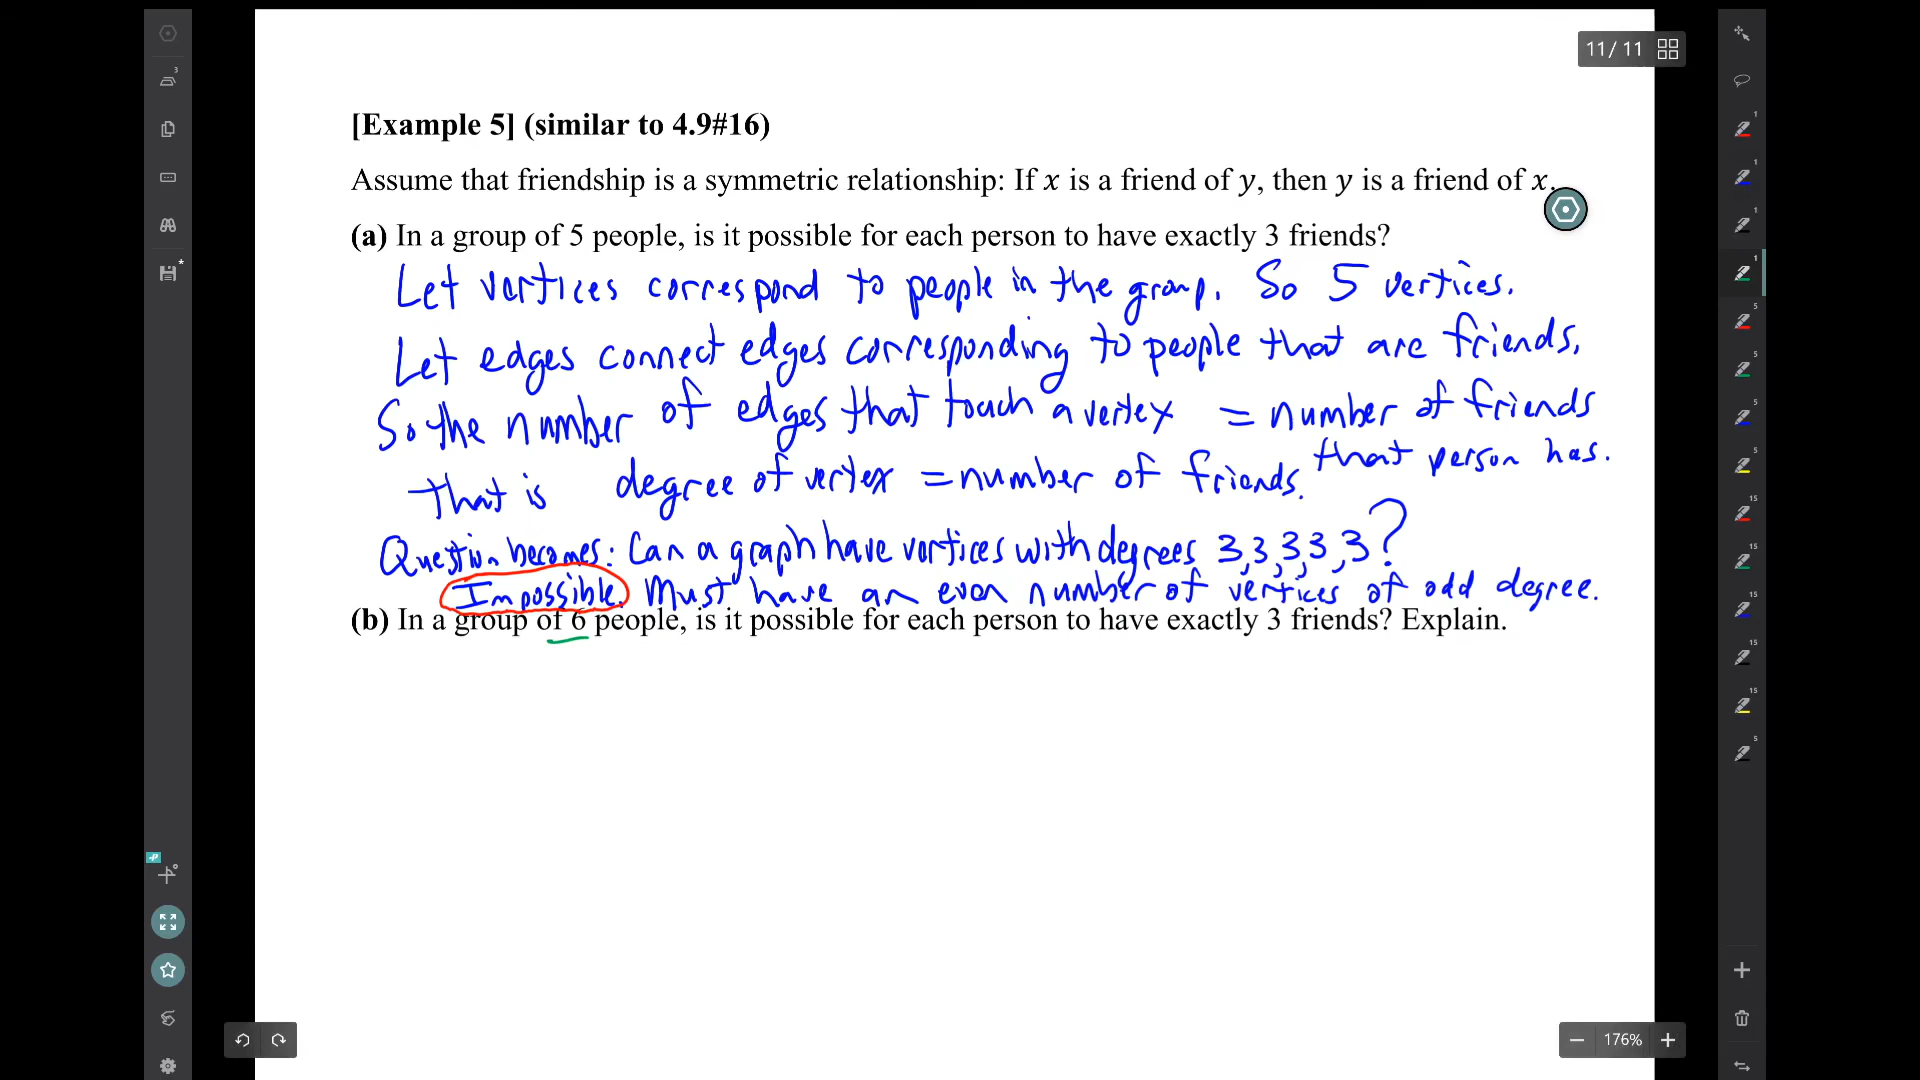 11/ 11
[Example 5] (similar to 4.9#16)
Assume that friendship is a symmetric relationship: If x is a friend of y, then y is a friend of x.
(a) In a group of 5 people, is it possible for each person to have exactly 3 friends?
Let vertices correspond to people in the group. So 5 vertices.
Let edges connect edges corresponding to people that are friends.
So the number of edges that touch a vertex = number of friends
that person has.
that is degree of vertex = number of friends.
Question becomes: Can a graph have vertices with degrees 3,3,3,3,3?
Impossible. Must have an even number of vertices of odd degree.
(b) In a group of 6 people, is it possible for each person to have exactly 3 friends? Explain.
176%